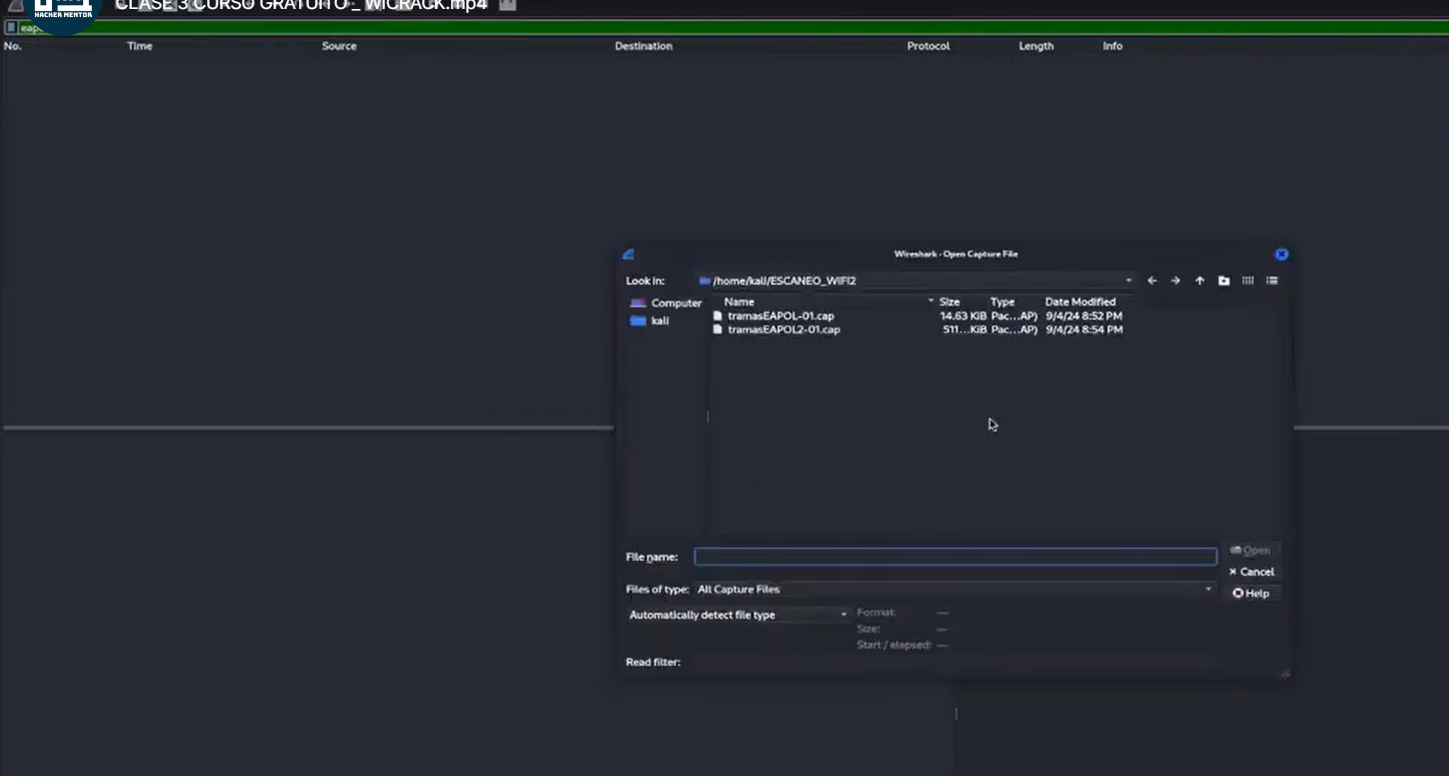 CLASE 3 CURSO GRATUITO _ WICRACK.mp4
HACKER MENTOR
No. Time Source Destination Protocol Length Info
Wireshark · Open Capture File
Look in: /home/kali/ESCANEO_WIFI2
Computer
kali
Name Size Type Date Modified
tramasEAPOL-01.cap 14.63 KiB Pac...AP) 9/4/24 8:52 PM
tramasEAPOL2-01.cap 511...KiB Pac...AP) 9/4/24 8:54 PM
File name:
Open
Cancel
Files of type: All Capture Files
Help
Automatically detect file type
Format: —
Size: —
Start / elapsed: —
Read filter: